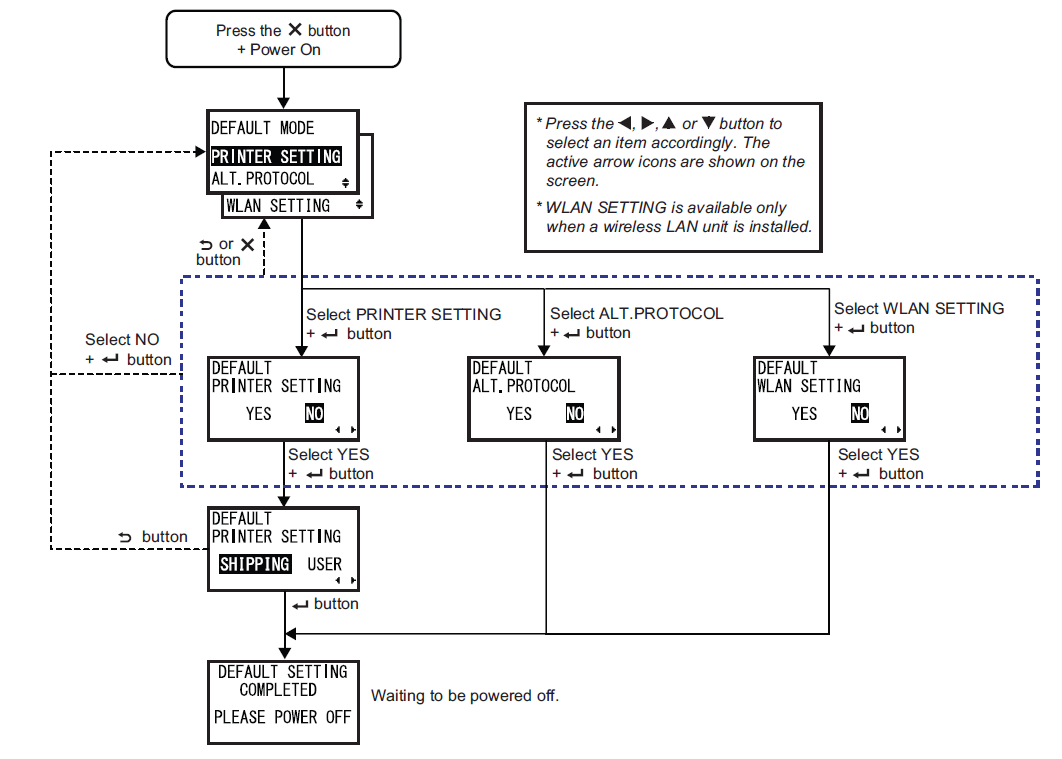 Press the ✕ button
+ Power On
DEFAULT MODE
PRINTER SETTING
ALT.PROTOCOL
WLAN SETTING
* Press the ◀, ▶, ▲ or ▼ button to
select an item accordingly. The
active arrow icons are shown on the
screen.
* WLAN SETTING is available only
when a wireless LAN unit is installed.
⮌ or ✕
button
Select NO
+ ↵ button
Select PRINTER SETTING
+ ↵ button
Select ALT.PROTOCOL
+ ↵ button
Select WLAN SETTING
+ ↵ button
DEFAULT
PRINTER SETTING
YES NO
DEFAULT
ALT.PROTOCOL
YES NO
DEFAULT
WLAN SETTING
YES NO
Select YES
+ ↵ button
Select YES
+ ↵ button
Select YES
+ ↵ button
⮌ button
DEFAULT
PRINTER SETTING
SHIPPING USER
↵ button
DEFAULT SETTING
COMPLETED
PLEASE POWER OFF
Waiting to be powered off.